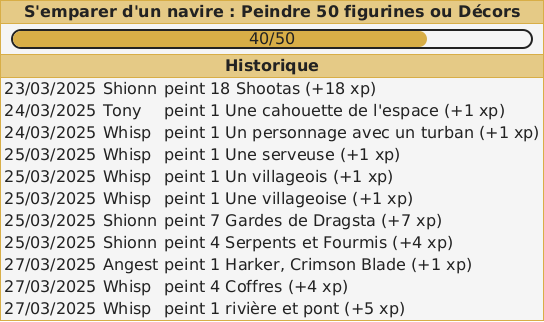 S'emparer d'un navire : Peindre 50 figurines ou Décors
40/50
Historique
23/03/2025 Shionn peint 18 Shootas (+18 xp)
24/03/2025 Tony peint 1 Une cahouette de l'espace (+1 xp)
24/03/2025 Whisp peint 1 Un personnage avec un turban (+1 xp)
25/03/2025 Whisp peint 1 Une serveuse (+1 xp)
25/03/2025 Whisp peint 1 Un villageois (+1 xp)
25/03/2025 Whisp peint 1 Une villageoise (+1 xp)
25/03/2025 Shionn peint 7 Gardes de Dragsta (+7 xp)
25/03/2025 Shionn peint 4 Serpents et Fourmis (+4 xp)
27/03/2025 Angest peint 1 Harker, Crimson Blade (+1 xp)
27/03/2025 Whisp peint 4 Coffres (+4 xp)
27/03/2025 Whisp peint 1 rivière et pont (+5 xp)